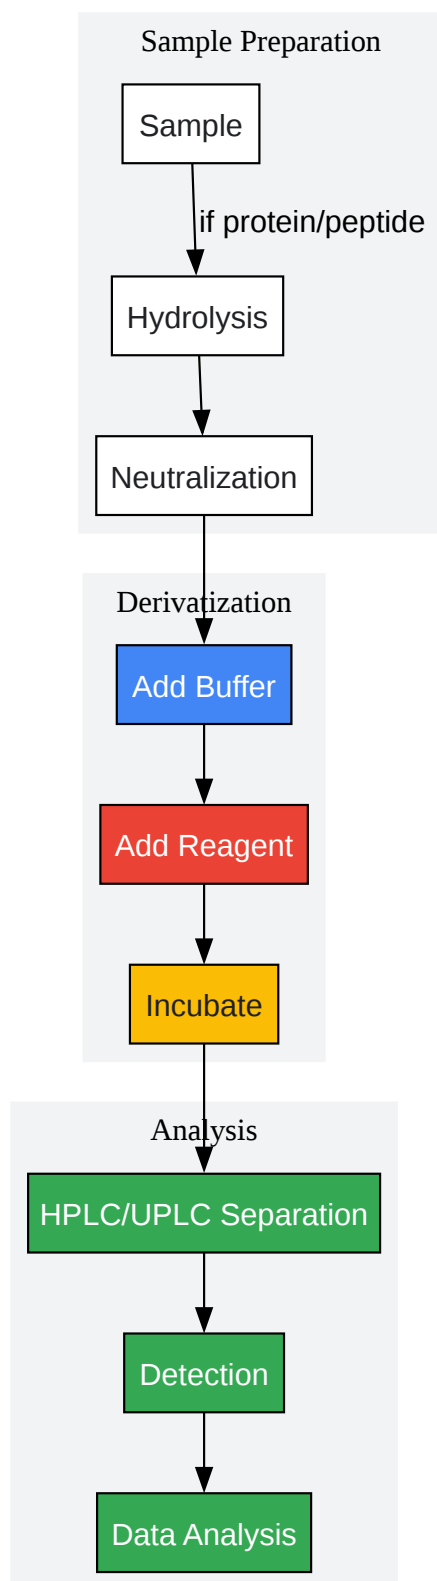 Sample Preparation
Sample
if protein/peptide
Hydrolysis
Neutralization
Derivatization
Add Buffer
Add Reagent
Incubate
Analysis
HPLC/UPLC Separation
Detection
Data Analysis